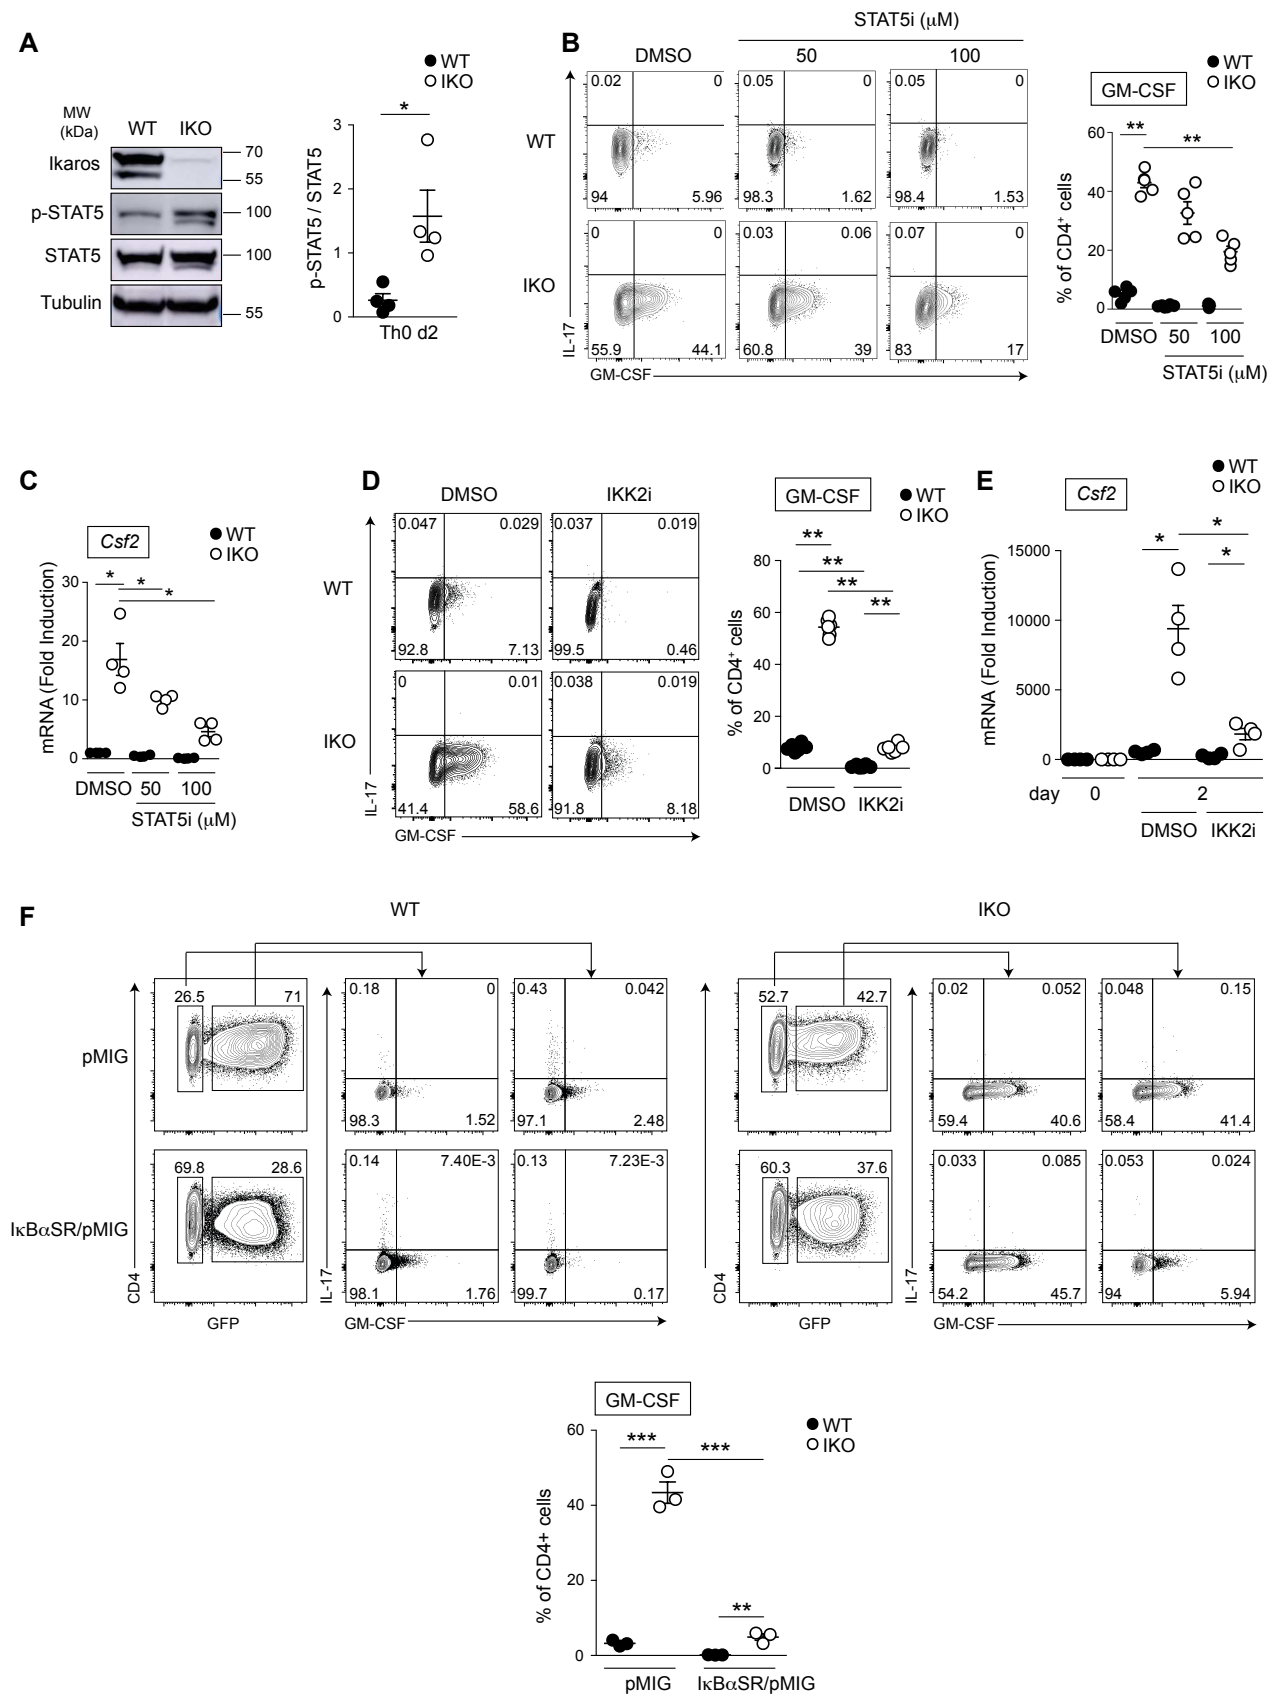 A
WT
IKO
MW
(kDa)
WT IKO
Ikaros
70
55
p-STAT5
100
STAT5
100
Tubulin
55
p-STAT5 / STAT5
3
2
1
0
*
Th0 d2
B
STAT5i (μM)
DMSO 50 100
WT
0.02 0
94 5.96
0.05 0
98.3 1.62
0.05 0
98.4 1.53
IKO
0 0
55.9 44.1
0.03 0.06
60.8 39
0.07 0
83 17
IL-17
GM-CSF
WT
IKO
GM-CSF
% of CD4+ cells
60
40
20
0
** **
DMSO 50 100
STAT5i (μM)
C
Csf2
WT
IKO
mRNA (Fold Induction)
30
20
10
0
* * *
DMSO 50 100
STAT5i (μM)
D
DMSO IKK2i
WT
0.047 0.029
92.8 7.13
0.037 0.019
99.5 0.46
IKO
0 0.01
41.4 58.6
0.038 0.019
91.8 8.18
IL-17
GM-CSF
GM-CSF
WT
IKO
% of CD4+ cells
80
60
40
20
0
** ** ** **
DMSO IKK2i
E
Csf2
WT
IKO
mRNA (Fold Induction)
15000
10000
5000
0
* * *
day 0 2
DMSO IKK2i
F
WT
IKO
pMIG
26.5 71
0.18 0
98.3 1.52
0.43 0.042
97.1 2.48
52.7 42.7
0.02 0.052
59.4 40.6
0.048 0.15
58.4 41.4
IκBαSR/pMIG
69.8 28.6
0.14 7.40E-3
98.1 1.76
0.13 7.23E-3
99.7 0.17
60.3 37.6
0.033 0.085
54.2 45.7
0.053 0.024
94 5.94
CD4
GFP
IL-17
GM-CSF
CD4
GFP
IL-17
GM-CSF
GM-CSF
WT
IKO
% of CD4+ cells
60
40
20
0
*** *** **
pMIG IκBαSR/pMIG